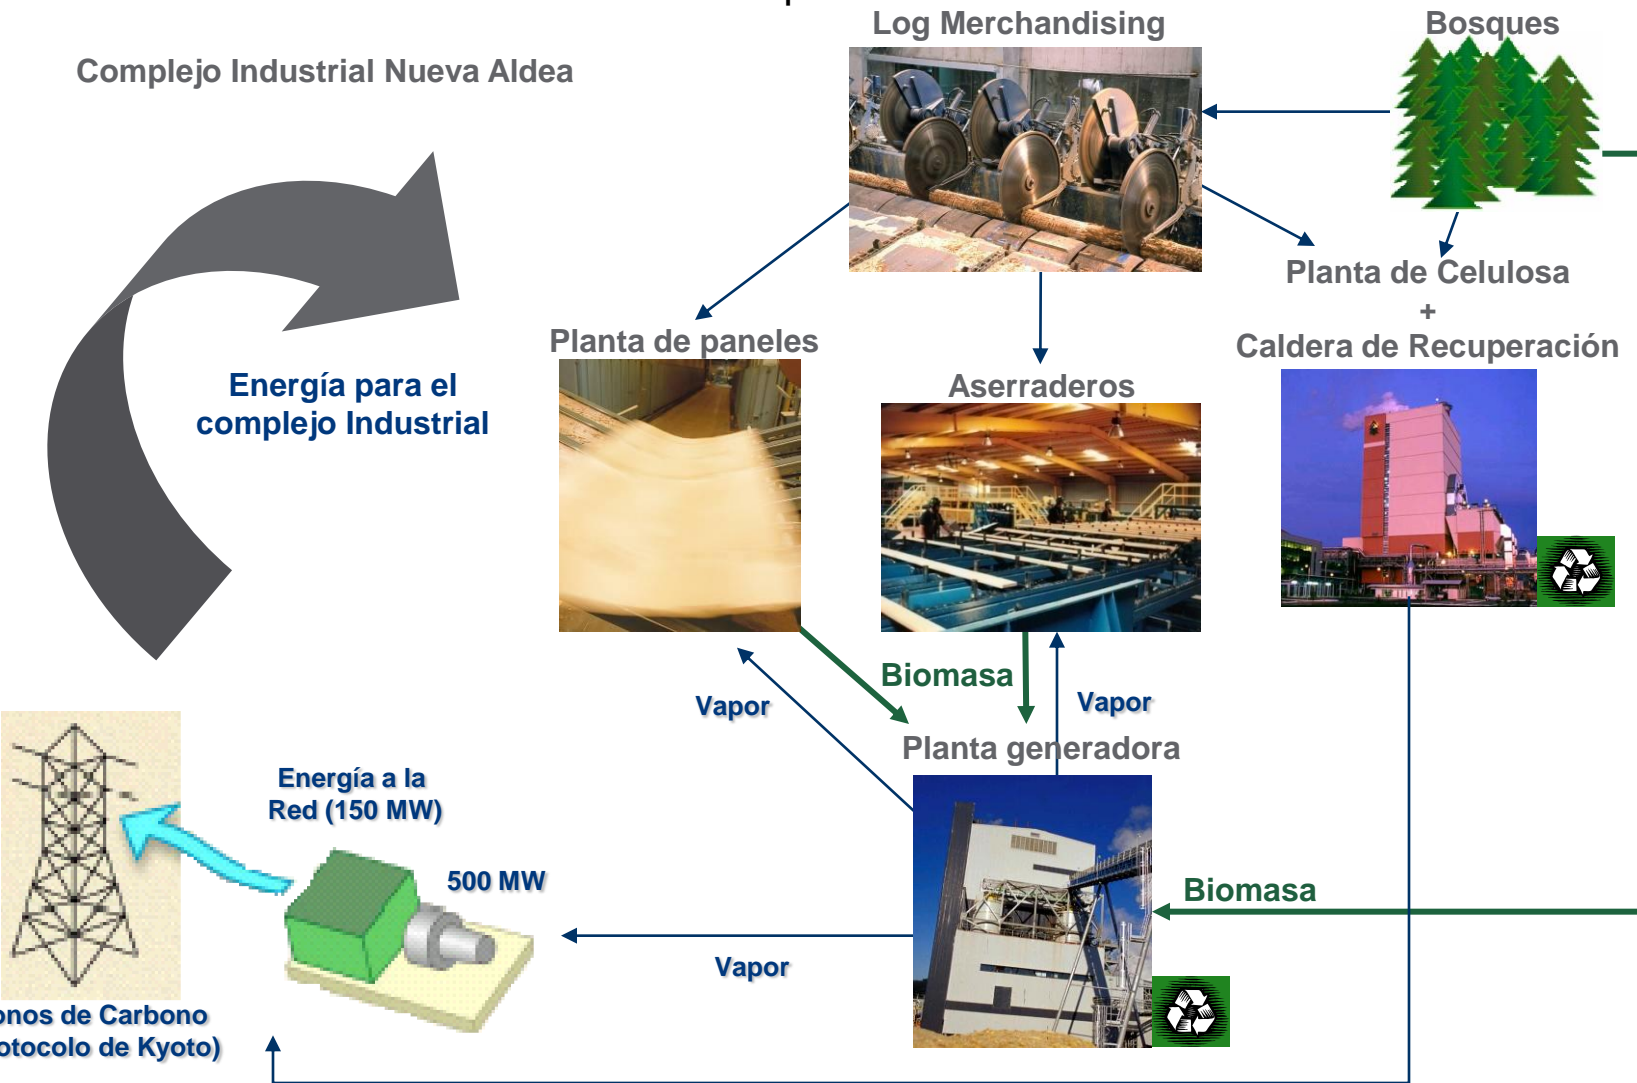 Log Merchandising
Bosques
Complejo Industrial Nueva Aldea
Planta de Celulosa
+
Caldera de Recuperación
Planta de paneles
Aserraderos
Energía para el
complejo Industrial
Biomasa
Vapor
Vapor
Planta generadora
Energía a la
Red (150 MW)
500 MW
Biomasa
Vapor
onos de Carbono
otocolo de Kyoto)